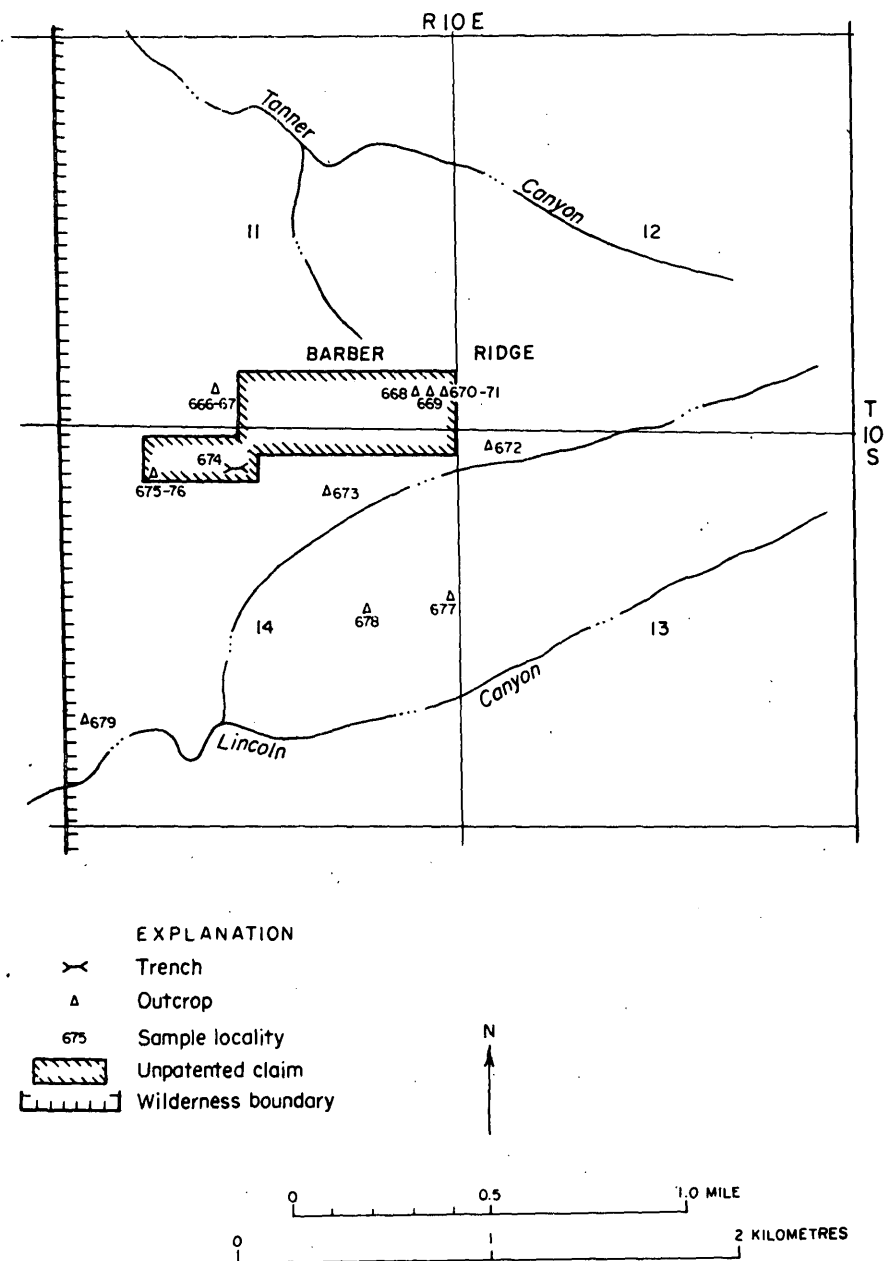 R10E
Tanner
Canyon
11
12
BARBER RIDGE
666-67
668
669
670-71
T
10
S
672
674
675-76
673
677
678
14
13
Canyon
679
Lincoln
EXPLANATION
Trench
Outcrop
675 Sample locality
Unpatented claim
Wilderness boundary
N
0 0.5 1.0 MILE
0 1 2 KILOMETRES